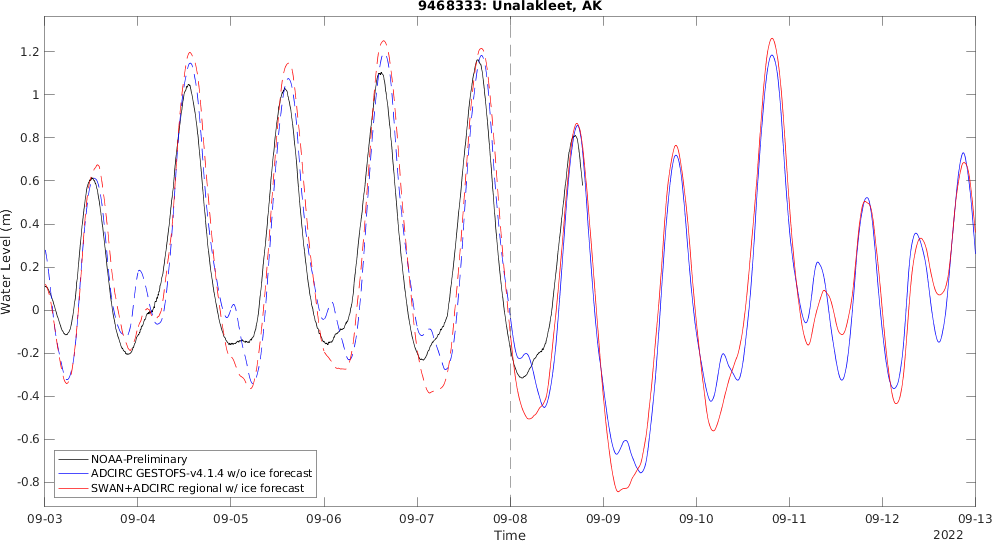 9468333: Unalakleet, AK
Water Level (m)
1.2
1
0.8
0.6
0.4
0.2
0
-0.2
-0.4
-0.6
-0.8
NOAA-Preliminary
ADCIRC GESTOFS-v4.1.4 w/o ice forecast
SWAN+ADCIRC regional w/ ice forecast
09-03 09-04 09-05 09-06 09-07 09-08 09-09 09-10 09-11 09-12 09-13
Time
2022